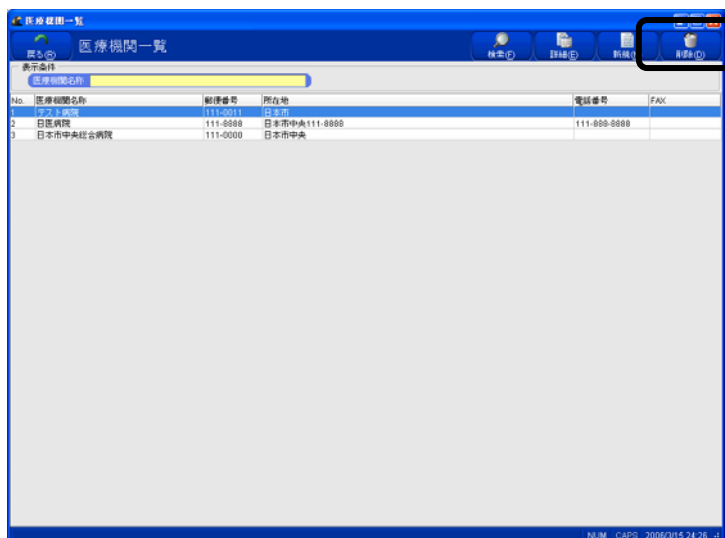 医療機関一覧
戻る(R) 医療機関一覧 検索(F) 詳細(E) 新規(N 削除(D)
表示条件
医療機関名称
No. 医療機関名称 郵便番号 所在地 電話番号 FAX
1 テスト病院 111-0011 日本市
2 日医病院 111-8888 日本市中央111-8888 111-888-8888
3 日本市中央総合病院 111-0000 日本市中央
NUM CAPS 2006/3/15 24:26